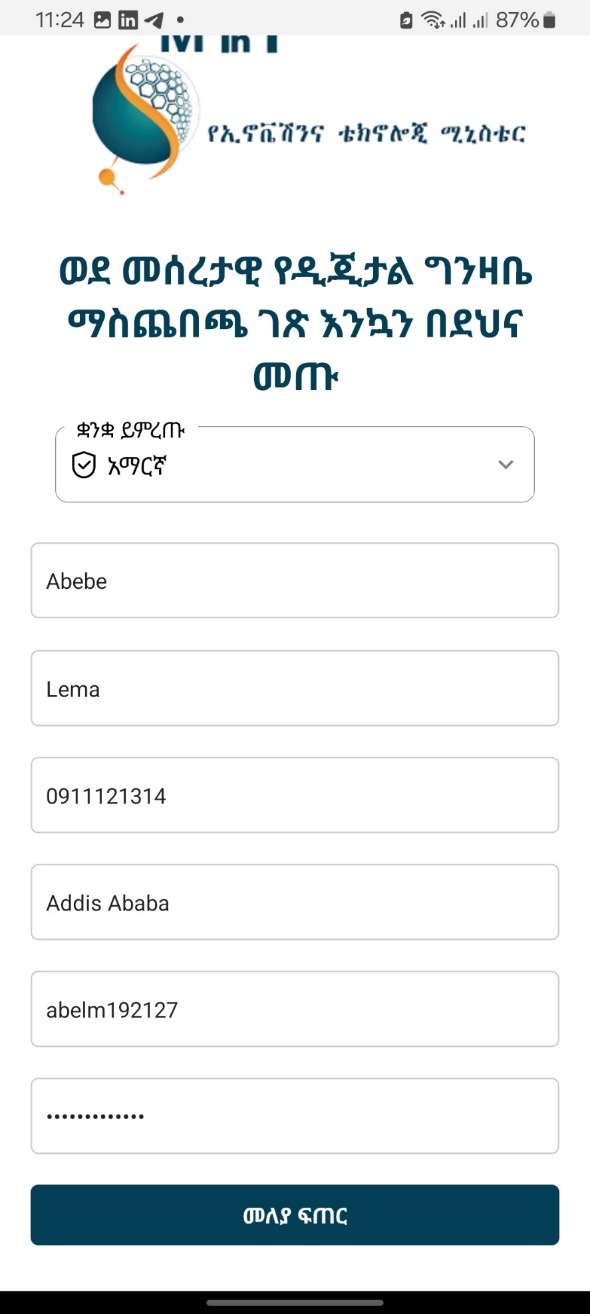 11:24
87%
MInT
የኢኖቬሽንና ቴክኖሎጂ ሚኒስቴር
ወደ መሰረታዊ የዲጂታል ግንዛቤ
ማስጨበጫ ገጽ እንኳን በደህና
መጡ
ቋንቋ ይምረጡ
አማርኛ
Abebe
Lema
0911121314
Addis Ababa
abelm192127
•••••••••••••
መለያ ፍጠር